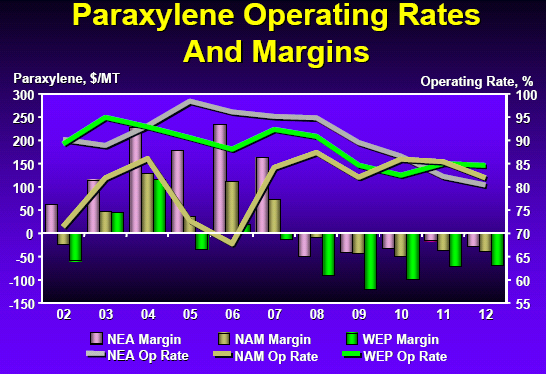 Paraxylene Operating Rates
And Margins
Paraxylene, $/MT
Operating Rate, %
300 100
250 95
200 90
150 85
100 80
50 75
0 70
-50 65
-100 60
-150 55
02 03 04 05 06 07 08 09 10 11 12
NEA Margin NAM Margin WEP Margin
NEA Op Rate NAM Op Rate WEP Op Rate